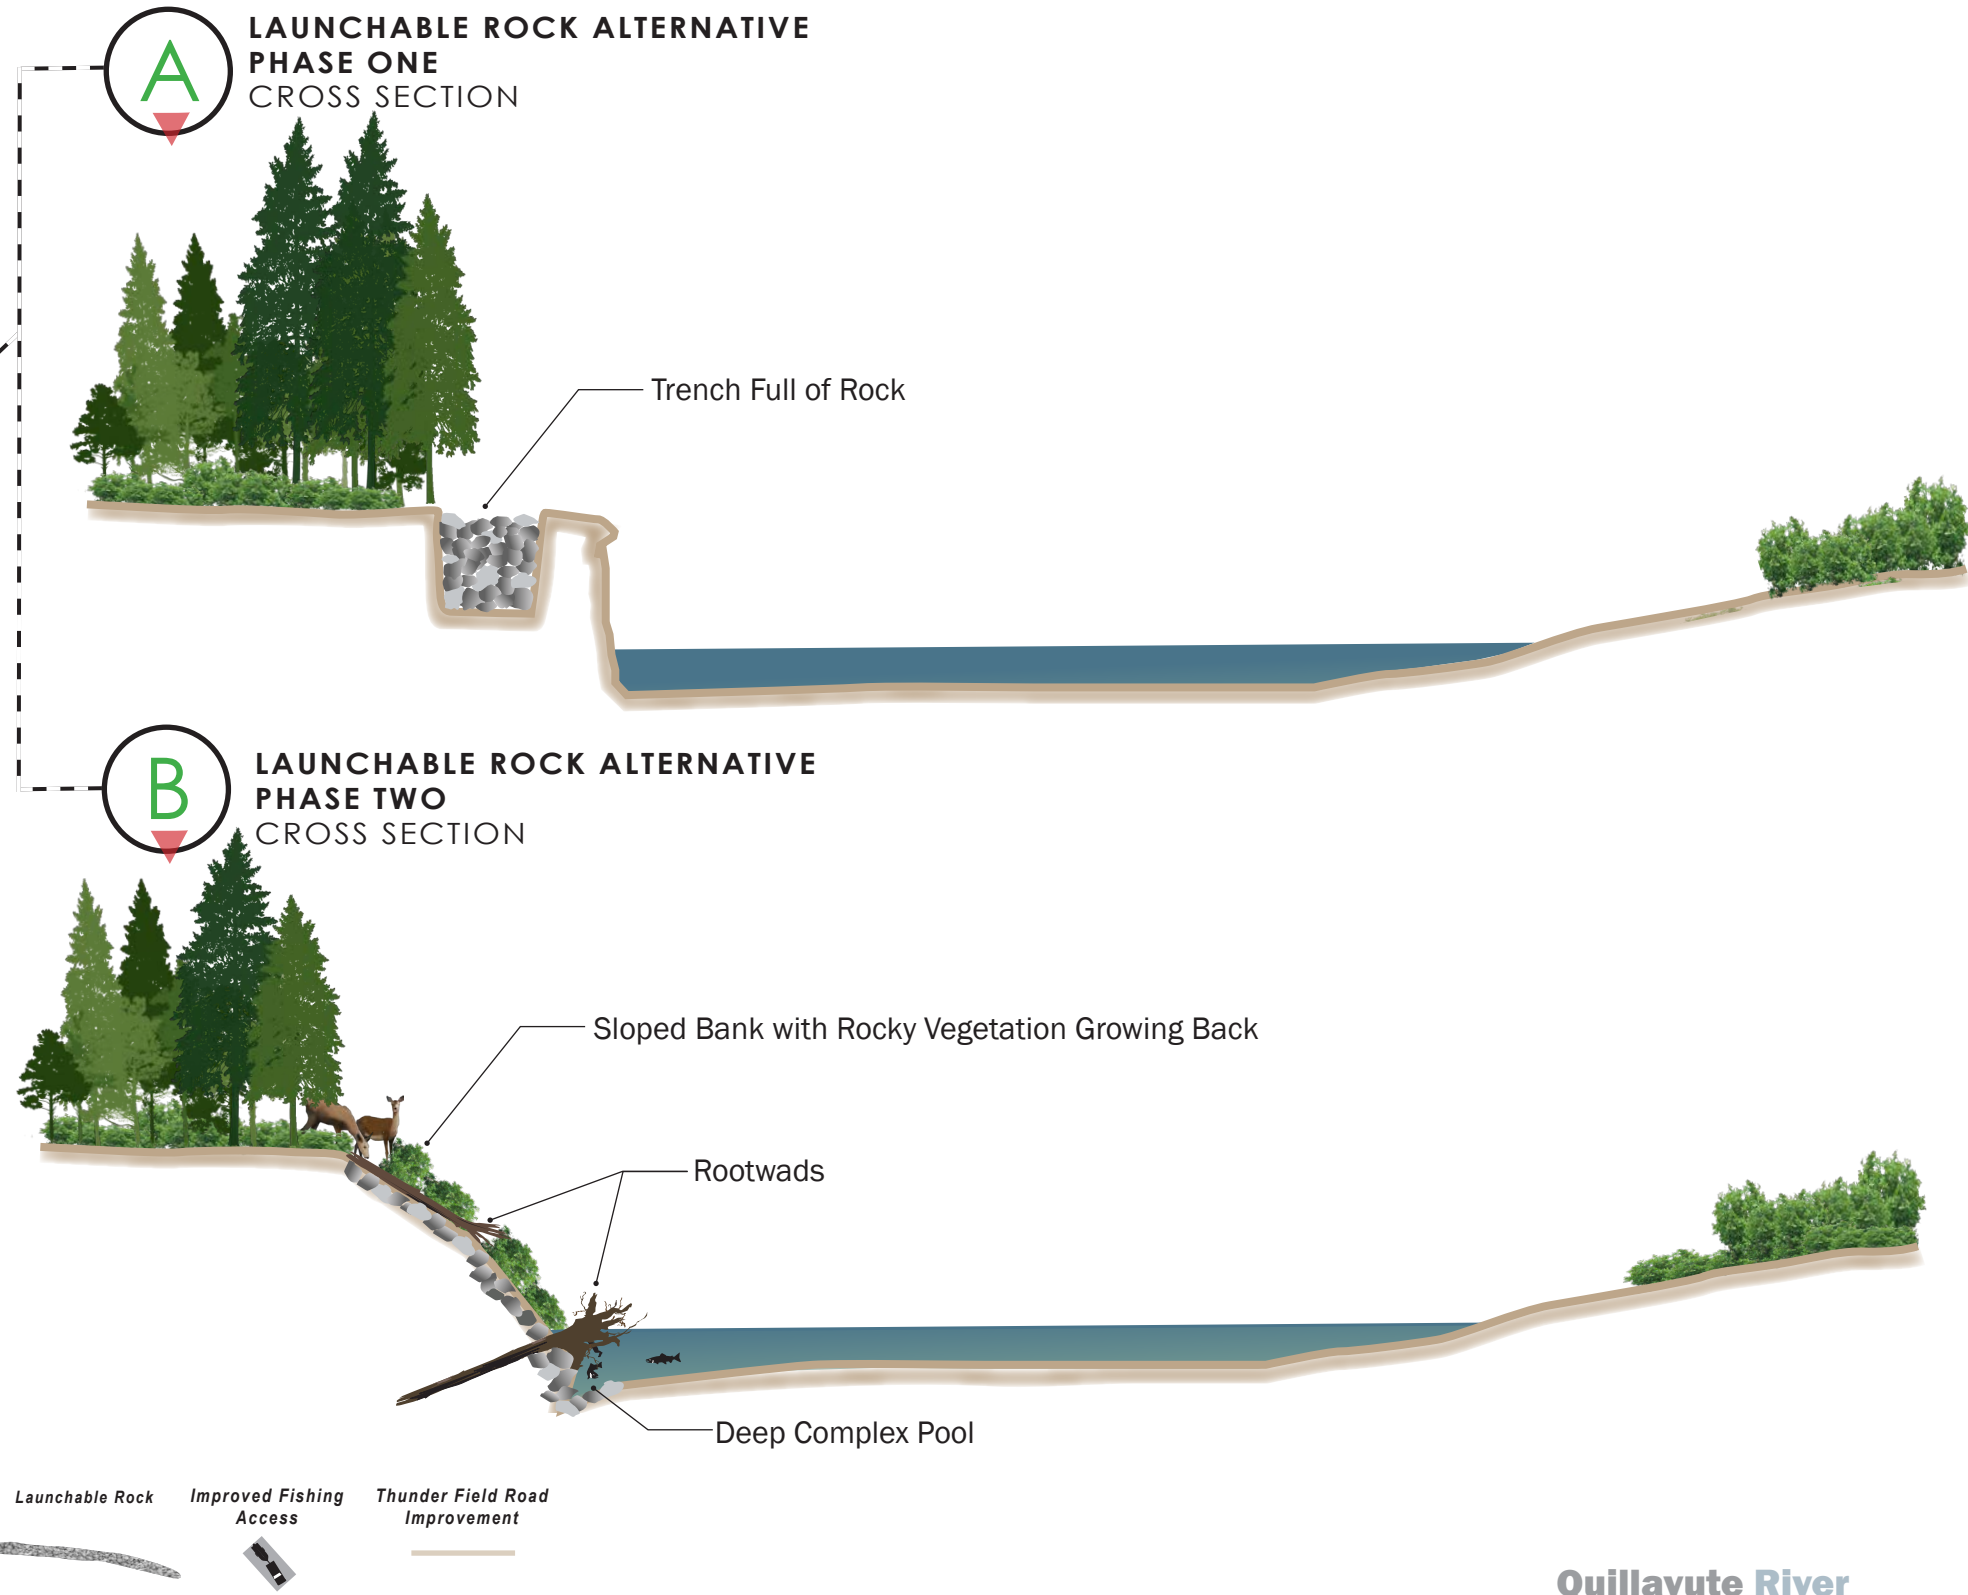 A
LAUNCHABLE ROCK ALTERNATIVE
PHASE ONE
CROSS SECTION
Trench Full of Rock
B
LAUNCHABLE ROCK ALTERNATIVE
PHASE TWO
CROSS SECTION
Sloped Bank with Rocky Vegetation Growing Back
Rootwads
Deep Complex Pool
Launchable Rock
Improved Fishing
Access
Thunder Field Road
Improvement
Quillayute River